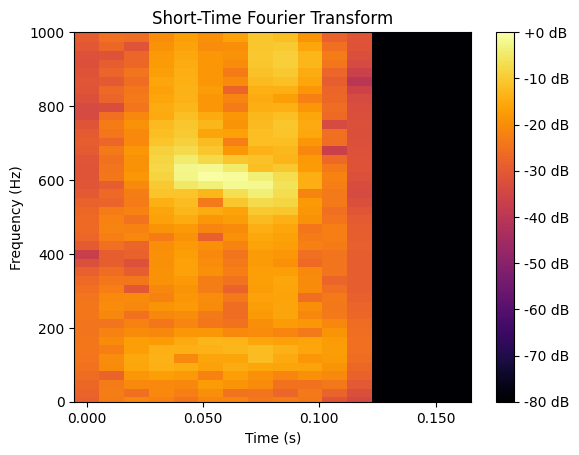 Short-Time Fourier Transform
1000
800
600
400
200
0
Frequency (Hz)
0.000
0.050
0.100
0.150
Time (s)
+0 dB
-10 dB
-20 dB
-30 dB
-40 dB
-50 dB
-60 dB
-70 dB
-80 dB